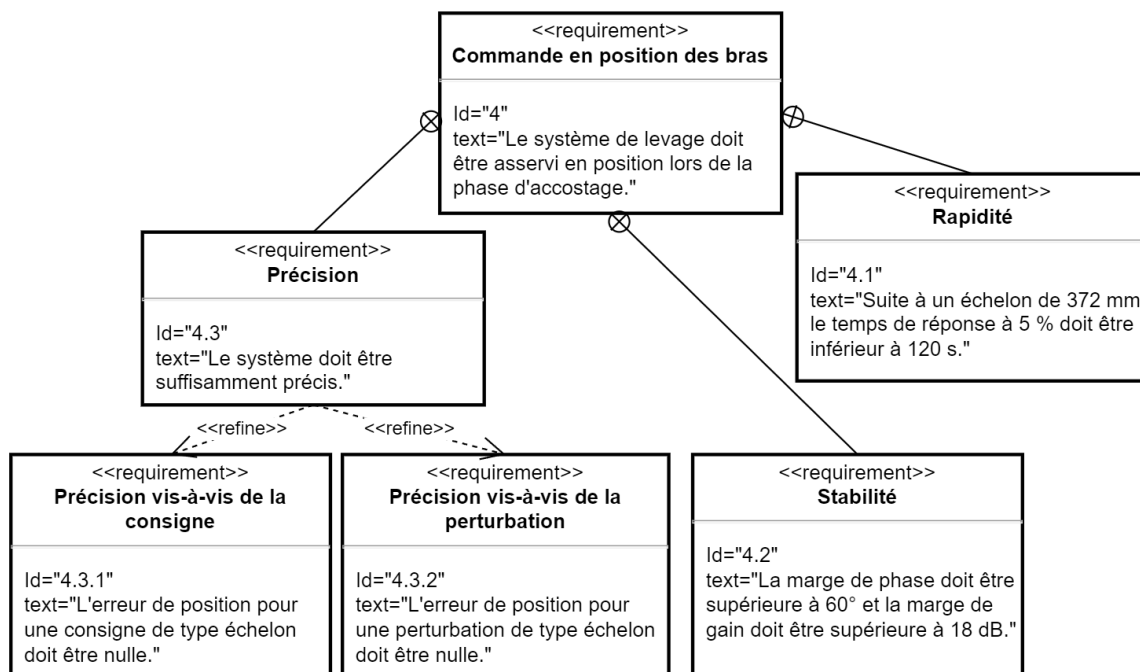 <<requirement>>
Commande en position des bras
Id="4"
text="Le système de levage doit
être asservi en position lors de la
phase d'accostage."
<<requirement>>
Rapidité
Id="4.1"
text="Suite à un échelon de 372 mm
le temps de réponse à 5 % doit être
inférieur à 120 s."
<<requirement>>
Précision
Id="4.3"
text="Le système doit être
suffisamment précis."
<<refine>>
<<refine>>
<<requirement>>
Précision vis-à-vis de la
consigne
Id="4.3.1"
text="L'erreur de position pour
une consigne de type échelon
doit être nulle."
<<requirement>>
Précision vis-à-vis de la
perturbation
Id="4.3.2"
text="L'erreur de position pour
une perturbation de type échelon
doit être nulle."
<<requirement>>
Stabilité
Id="4.2"
text="La marge de phase doit être
supérieure à 60° et la marge de
gain doit être supérieure à 18 dB."